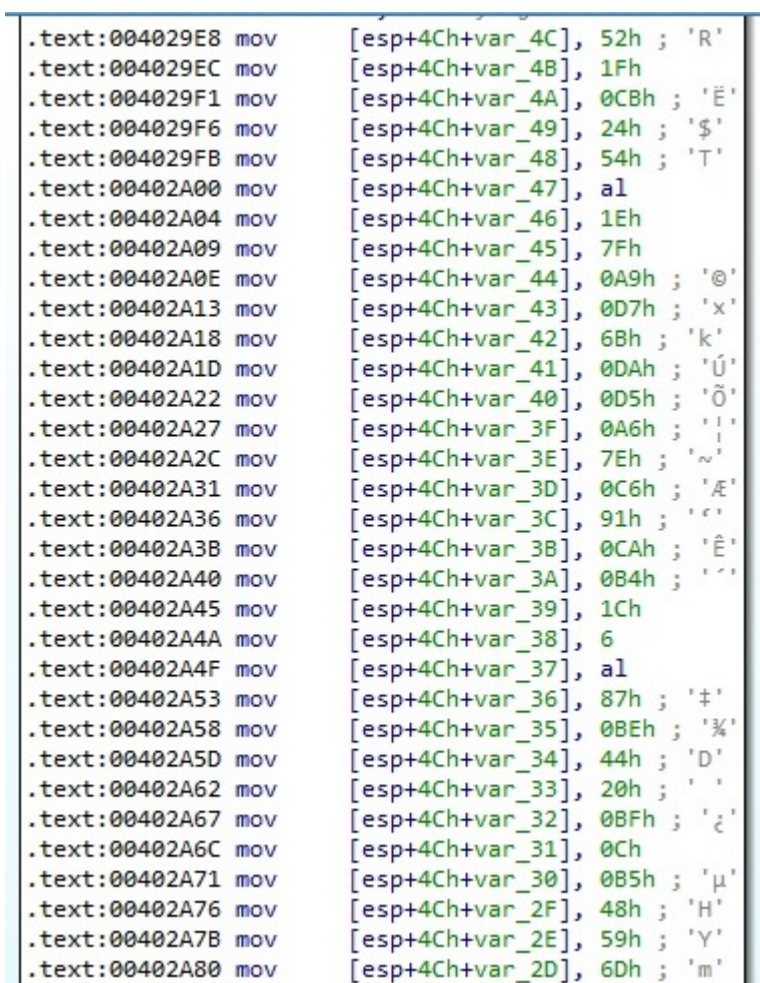 .text:004029E8 mov [esp+4Ch+var_4C], 52h ; 'R'
.text:004029EC mov [esp+4Ch+var_4B], 1Fh
.text:004029F1 mov [esp+4Ch+var_4A], 0CBh ; 'Ë'
.text:004029F6 mov [esp+4Ch+var_49], 24h ; '$'
.text:004029FB mov [esp+4Ch+var_48], 54h ; 'T'
.text:00402A00 mov [esp+4Ch+var_47], al
.text:00402A04 mov [esp+4Ch+var_46], 1Eh
.text:00402A09 mov [esp+4Ch+var_45], 7Fh
.text:00402A0E mov [esp+4Ch+var_44], 0A9h ; '©'
.text:00402A13 mov [esp+4Ch+var_43], 0D7h ; '×'
.text:00402A18 mov [esp+4Ch+var_42], 6Bh ; 'k'
.text:00402A1D mov [esp+4Ch+var_41], 0DAh ; 'Ú'
.text:00402A22 mov [esp+4Ch+var_40], 0D5h ; 'Õ'
.text:00402A27 mov [esp+4Ch+var_3F], 0A6h ; '¦'
.text:00402A2C mov [esp+4Ch+var_3E], 7Eh ; '~'
.text:00402A31 mov [esp+4Ch+var_3D], 0C6h ; 'Æ'
.text:00402A36 mov [esp+4Ch+var_3C], 91h ; '‘'
.text:00402A3B mov [esp+4Ch+var_3B], 0CAh ; 'Ê'
.text:00402A40 mov [esp+4Ch+var_3A], 0B4h ; '´'
.text:00402A45 mov [esp+4Ch+var_39], 1Ch
.text:00402A4A mov [esp+4Ch+var_38], 6
.text:00402A4F mov [esp+4Ch+var_37], al
.text:00402A53 mov [esp+4Ch+var_36], 87h ; '‡'
.text:00402A58 mov [esp+4Ch+var_35], 0BEh ; '¾'
.text:00402A5D mov [esp+4Ch+var_34], 44h ; 'D'
.text:00402A62 mov [esp+4Ch+var_33], 20h ; ' '
.text:00402A67 mov [esp+4Ch+var_32], 0BFh ; '¿'
.text:00402A6C mov [esp+4Ch+var_31], 0Ch
.text:00402A71 mov [esp+4Ch+var_30], 0B5h ; 'µ'
.text:00402A76 mov [esp+4Ch+var_2F], 48h ; 'H'
.text:00402A7B mov [esp+4Ch+var_2E], 59h ; 'Y'
.text:00402A80 mov [esp+4Ch+var_2D], 6Dh ; 'm'